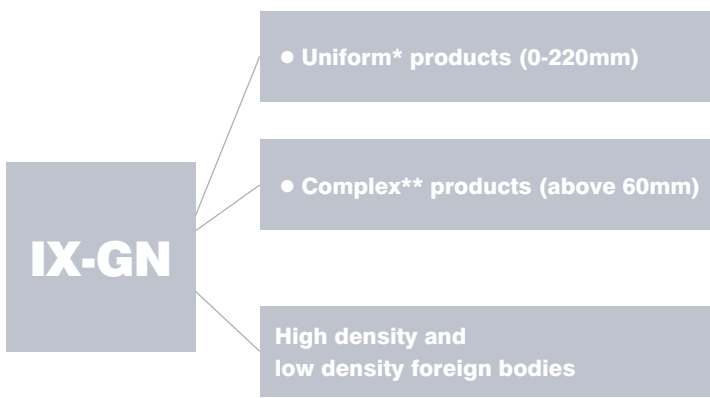 ● Uniform* products (0-220mm)
● Complex** products (above 60mm)
IX-GN
High density and
low density foreign bodies